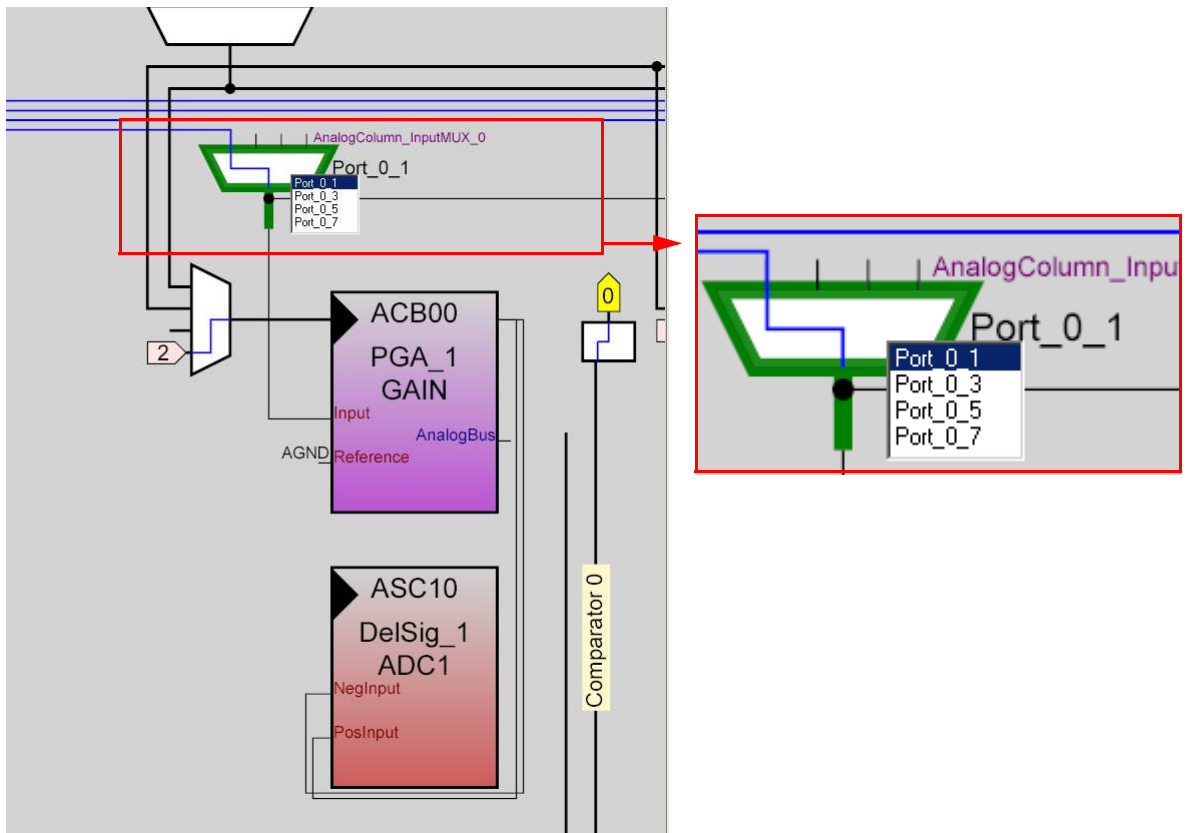 AnalogColumn_InputMUX_0
Port_0_1
Port_0_1
Port_0_3
Port_0_5
Port_0_7
2
ACB00
PGA_1
GAIN
Input
AnalogBus
AGND
Reference
0
Comparator 0
ASC10
DelSig_1
ADC1
NegInput
PosInput
AnalogColumn_Inpu
Port_0_1
Port_0_1
Port_0_3
Port_0_5
Port_0_7